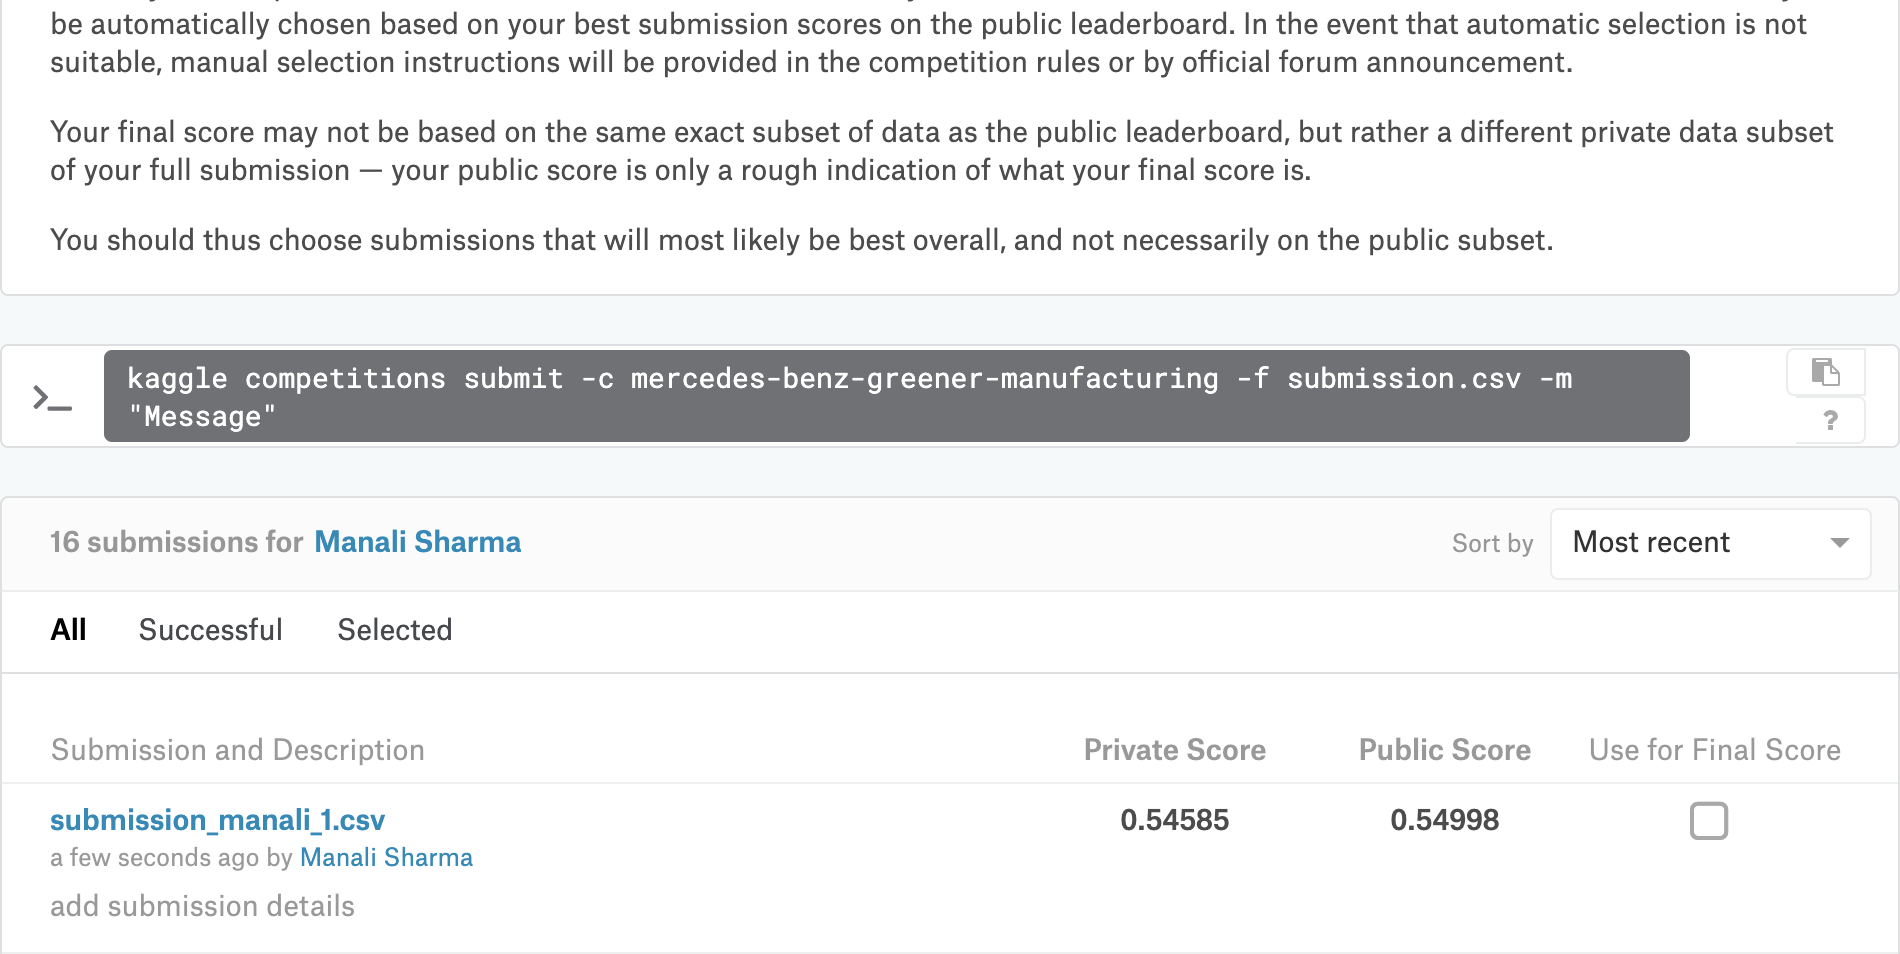 be automatically chosen based on your best submission scores on the public leaderboard. In the event that automatic selection is not
suitable, manual selection instructions will be provided in the competition rules or by official forum announcement.
Your final score may not be based on the same exact subset of data as the public leaderboard, but rather a different private data subset
of your full submission — your public score is only a rough indication of what your final score is.
You should thus choose submissions that will most likely be best overall, and not necessarily on the public subset.
>_
kaggle competitions submit -c mercedes-benz-greener-manufacturing -f submission.csv -m
"Message"
?
16 submissions for Manali Sharma
Sort by Most recent
All Successful Selected
Submission and Description Private Score Public Score Use for Final Score
submission_manali_1.csv 0.54585 0.54998
a few seconds ago by Manali Sharma
add submission details